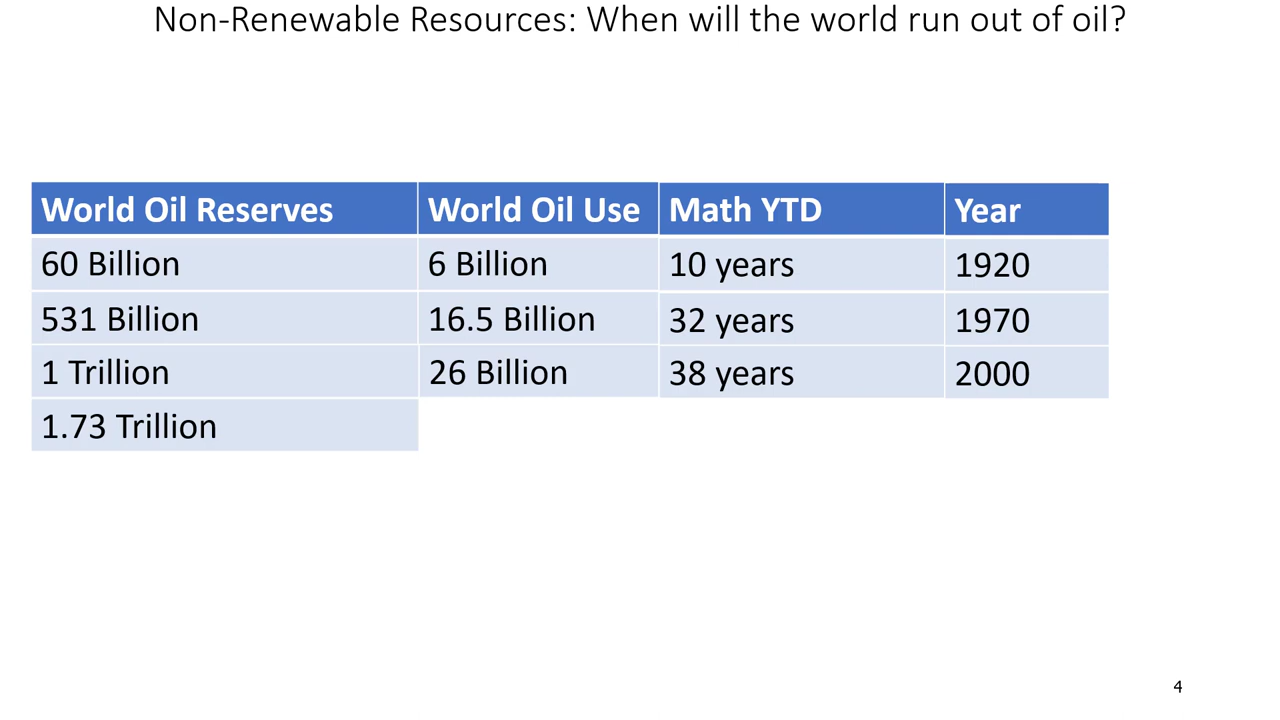 Non-Renewable Resources: When will the world run out of oil?
World Oil Reserves World Oil Use Math YTD Year
60 Billion 6 Billion 10 years 1920
531 Billion 16.5 Billion 32 years 1970
1 Trillion 26 Billion 38 years 2000
1.73 Trillion
4